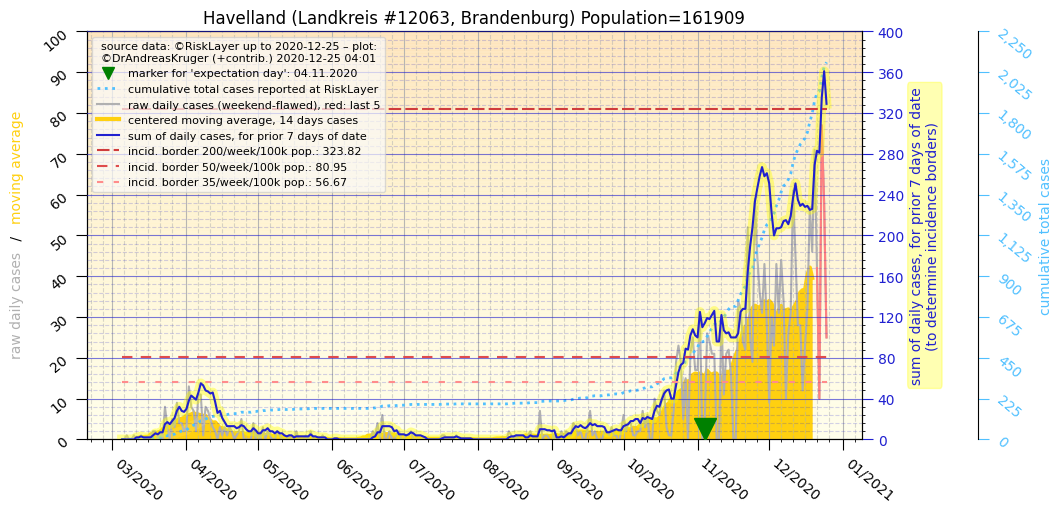 Havelland (Landkreis #12063, Brandenburg) Population=161909
source data: ©RiskLayer up to 2020-12-25 – plot:
©DrAndreasKruger (+contrib.) 2020-12-25 04:01
marker for 'expectation day': 04.11.2020
cumulative total cases reported at RiskLayer
raw daily cases (weekend-flawed), red: last 5
centered moving average, 14 days cases
sum of daily cases, for prior 7 days of date
incid. border 200/week/100k pop.: 323.82
incid. border 50/week/100k pop.: 80.95
incid. border 35/week/100k pop.: 56.67
raw daily cases / moving average
100
90
80
70
60
50
40
30
20
10
0
03/2020
04/2020
05/2020
06/2020
07/2020
08/2020
09/2020
10/2020
11/2020
12/2020
01/2021
400
360
320
280
240
200
160
120
80
40
0
sum of daily cases, for prior 7 days of date
(to determine incidence borders)
2,250
2,025
1,800
1,575
1,350
1,125
900
675
450
225
0
cumulative total cases